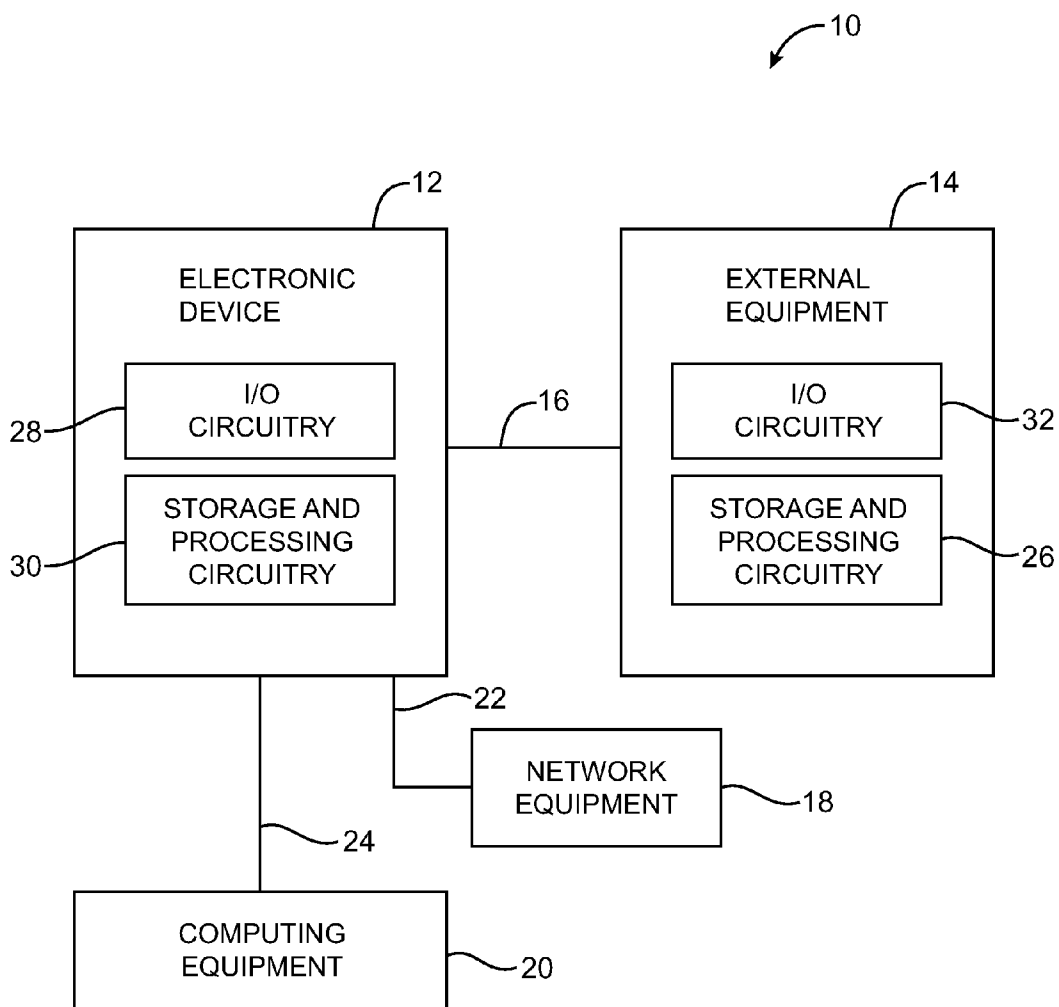 10
12
14
ELECTRONIC
DEVICE
EXTERNAL
EQUIPMENT
I/O
CIRCUITRY
28
16
I/O
CIRCUITRY
32
STORAGE AND
PROCESSING
CIRCUITRY
30
STORAGE AND
PROCESSING
CIRCUITRY
26
22
NETWORK
EQUIPMENT
18
24
COMPUTING
EQUIPMENT
20